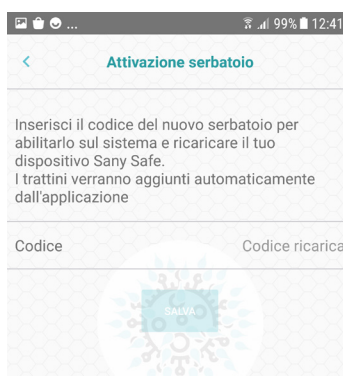 ... 99% 12:41
Attivazione serbatoio
Inserisci il codice del nuovo serbatoio per
abilitarlo sul sistema e ricaricare il tuo
dispositivo Sany Safe.
I trattini verranno aggiunti automaticamente
dall'applicazione
Codice Codice ricarica
SALVA